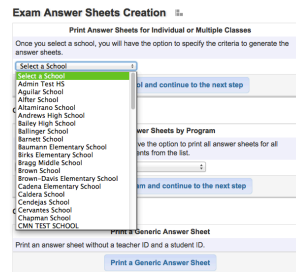 Exam Answer Sheets Creation
Print Answer Sheets for Individual or Multiple Classes
Once you select a school, you will have the option to specify the criteria to generate the
answer sheets.
Select a School
Select a School
Admin Test HS
Aguilar School
Alfter School
Altamirano School
Andrews High School
Bailey High School
Ballinger School
Barnett School
Baumann Elementary School
Birks Elementary School
Bragg Middle School
Brown School
Brown-Davis Elementary School
Cadena Elementary School
Caldera School
Cendejas School
Cervantes School
Chapman School
CMN TEST SCHOOL
ol and continue to the next step
wer Sheets by Program
ve the option to print all answer sheets for all
ents from the list.
am and continue to the next step
Print a Generic Answer Sheet
Print an answer sheet without a teacher ID and a student ID.
Print a Generic Answer Sheet